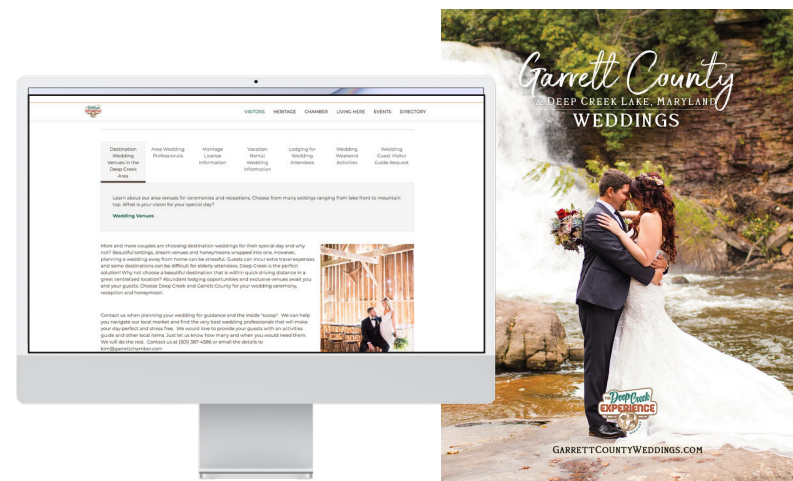 Deep Creek
EXPERIENCE
VISITORS HERITAGE CHAMBER LIVING HERE EVENTS DIRECTORY
Destination
Wedding
Venues in the
Deep Creek
Area
Area Wedding
Professionals
Marriage
License
Information
Vacation
Rental
Wedding
Information
Lodging for
Wedding
Attendees
Wedding
Weekend
Activities
Wedding
Guest Visitor
Guide Request
Learn about our area venues for ceremonies and receptions. Choose from many settings ranging from lake front to mountain
top. What is your vision for your special day?
Wedding Venues
More and more couples are choosing destination weddings for their special day and why
not? Beautiful settings, dream venues and honeymoons wrapped into one. However,
planning a wedding away from home can be stressful. Guests can incur extra travel expenses
and some destinations can be difficult for elderly attendees. Deep Creek is the perfect
solution! Why not choose a beautiful destination that is within quick driving distance in a
great centralized location? Abundant lodging opportunities and exclusive venues await you
and your guests. Choose Deep Creek and Garrett County for your wedding ceremony,
reception and honeymoon.
Contact us when planning your wedding for guidance and the inside "scoop". We can help
you navigate our local market and find the very best wedding professionals that will make
your day perfect and stress free. We would love to provide your guests with an activities
guide and other local items. Just let us know how many and when you would need them.
We will do the rest. Contact us at (301) 387-4386 or email the details to
kim@garrettchamber.com
Garrett County
& DEEP CREEK LAKE, MARYLAND
WEDDINGS
THE
Deep Creek
EXPERIENCE
GARRETTCOUNTYWEDDINGS.COM